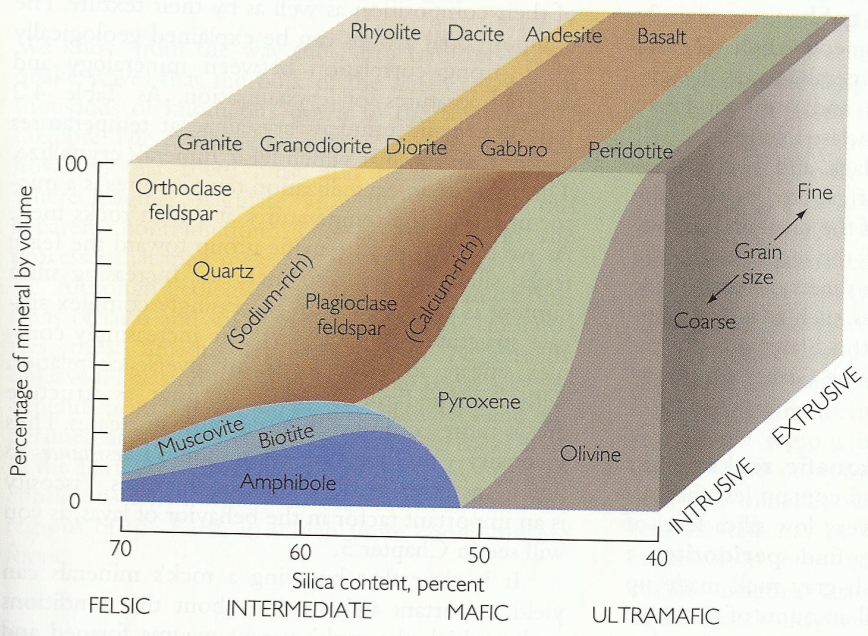 Rhyolite Dacite Andesite Basalt
Granite Granodiorite Diorite Gabbro Peridotite
Percentage of mineral by volume
100
0
Orthoclase
feldspar
Quartz
(Sodium-rich)
Plagioclase
feldspar
(Calcium-rich)
Muscovite
Biotite
Amphibole
Pyroxene
Olivine
Fine
Grain
size
Coarse
INTRUSIVE EXTRUSIVE
70 60 50 40
Silica content, percent
FELSIC INTERMEDIATE MAFIC ULTRAMAFIC